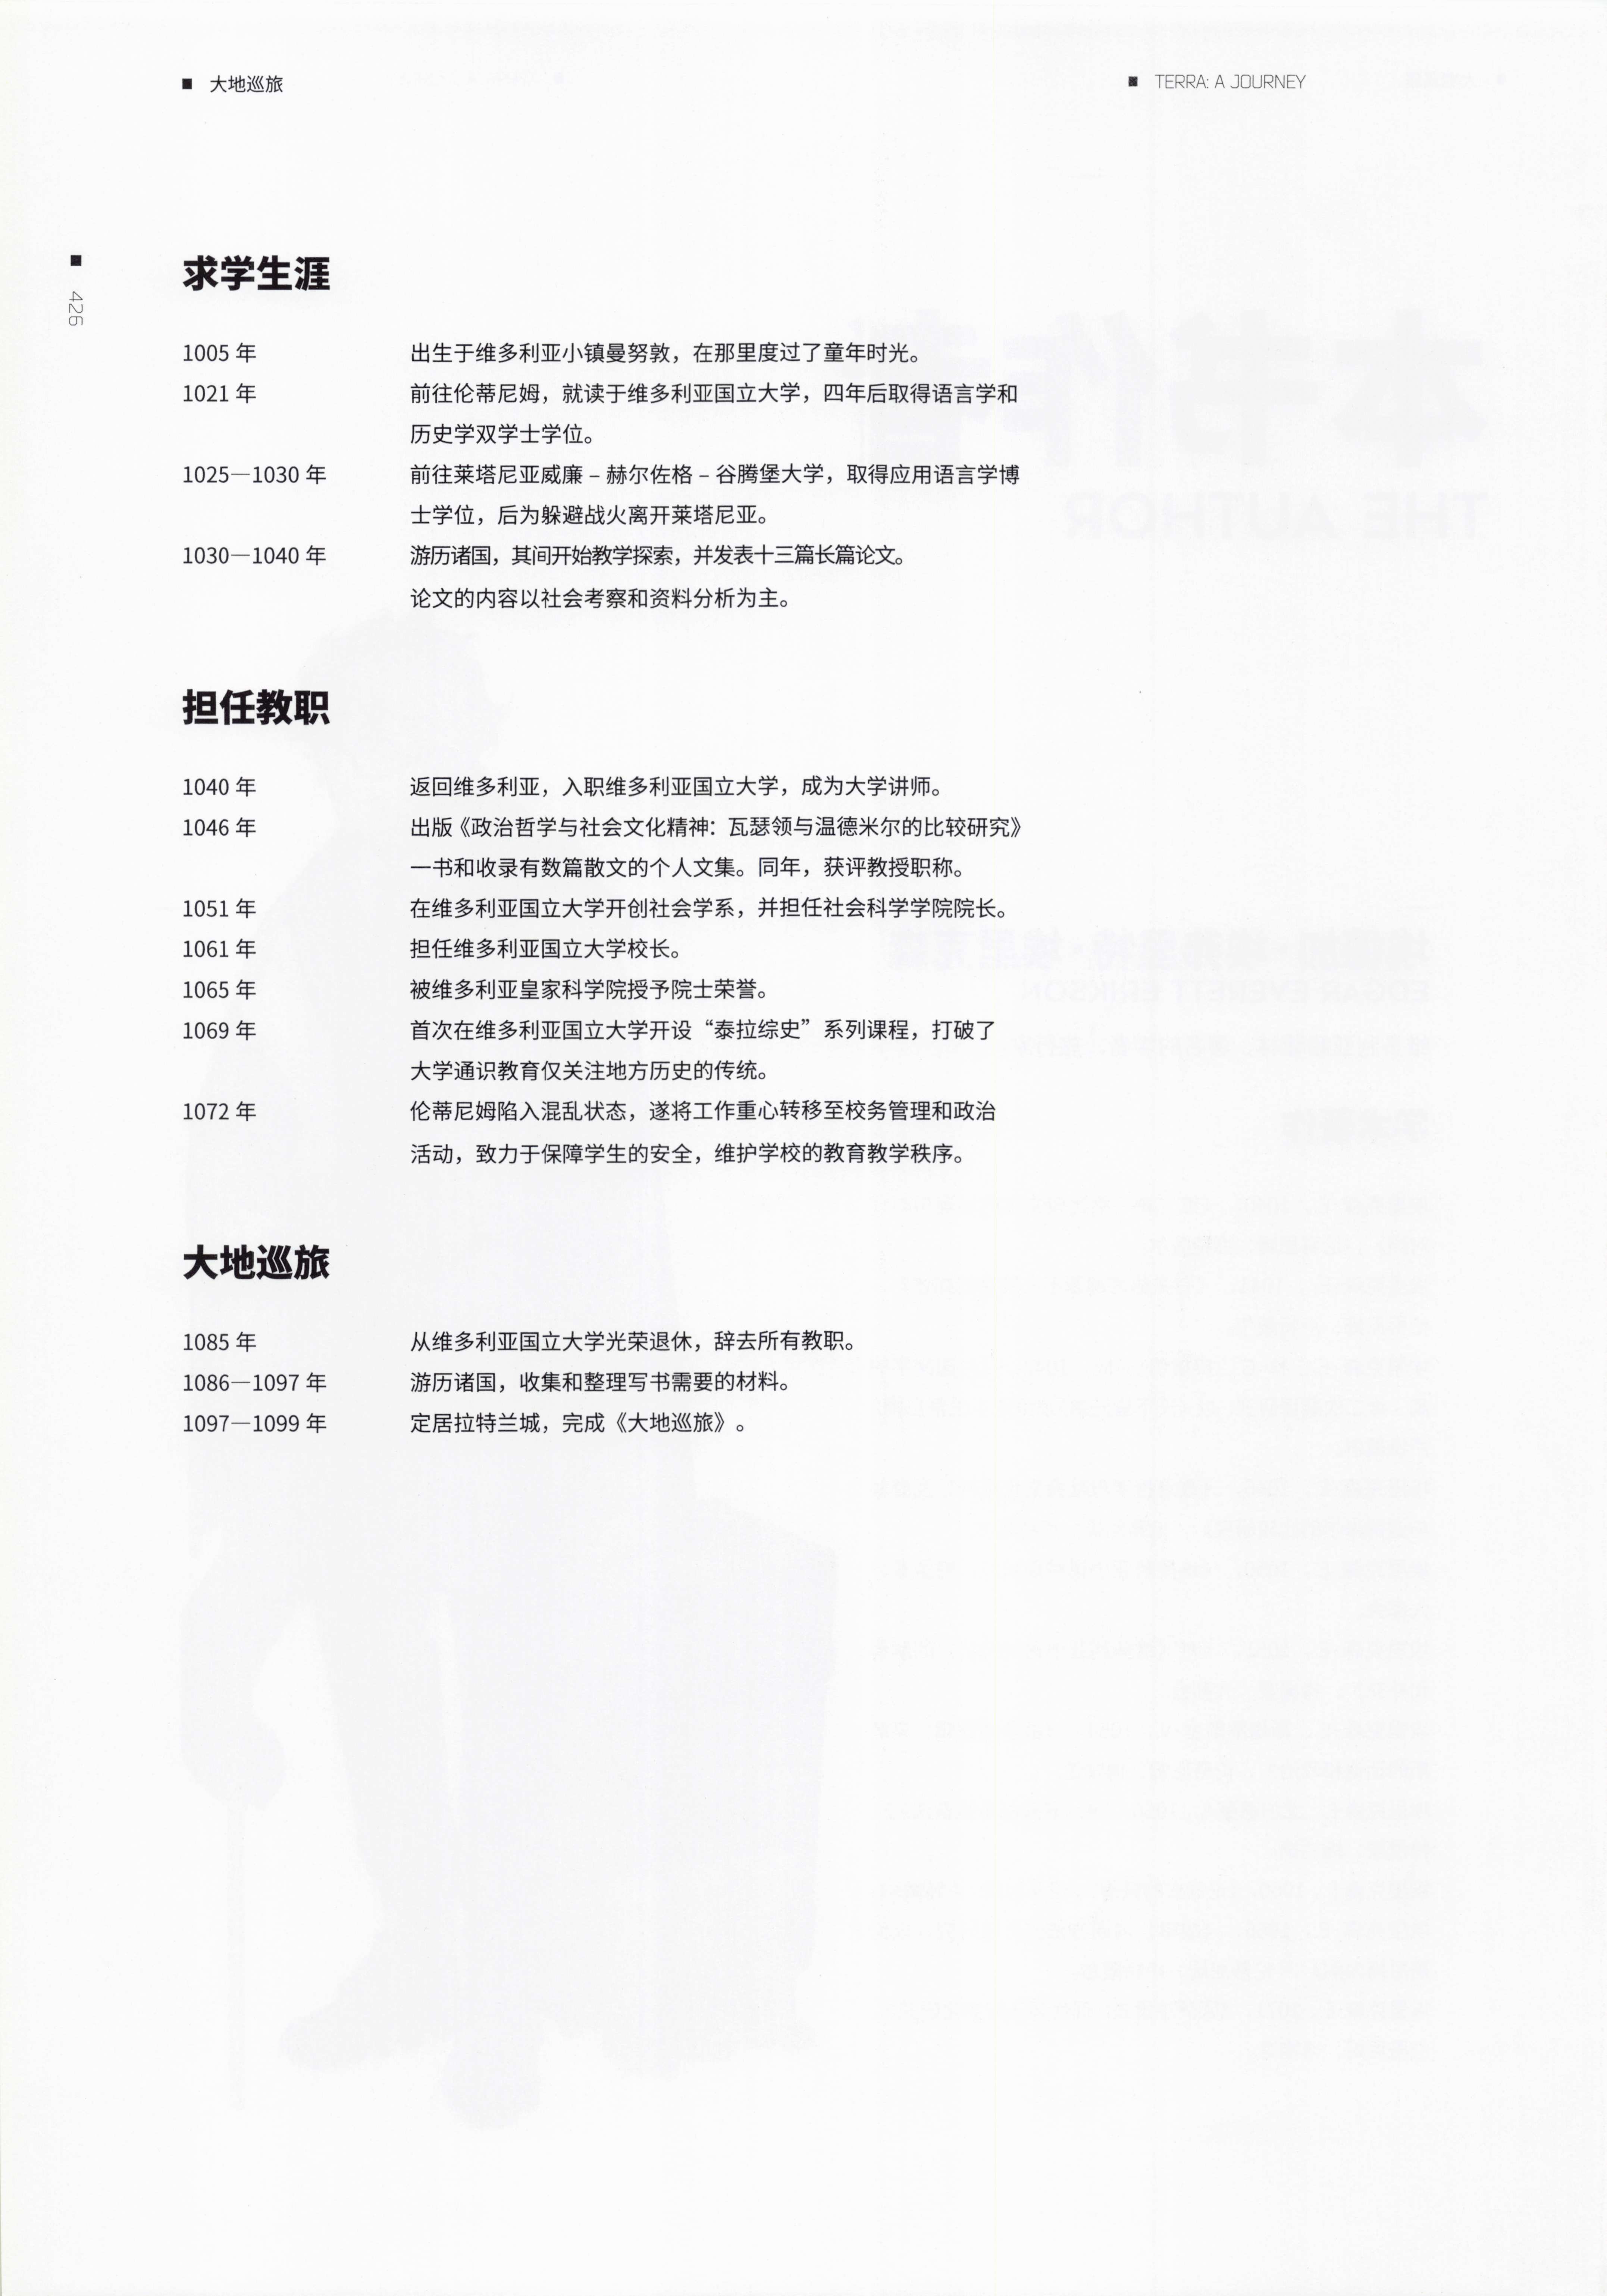 ■ 大地巡旅
■ TERRA: A JOURNEY
■ 426
求学生涯
1005 年 出生于维多利亚小镇曼努敦，在那里度过了童年时光。
1021 年 前往伦蒂尼姆，就读于维多利亚国立大学，四年后取得语言学和
历史学双学士学位。
1025—1030 年 前往莱塔尼亚威廉 – 赫尔佐格 – 谷腾堡大学，取得应用语言学博
士学位，后为躲避战火离开莱塔尼亚。
1030—1040 年 游历诸国，其间开始教学探索，并发表十三篇长篇论文。
论文的内容以社会考察和资料分析为主。
担任教职
1040 年 返回维多利亚，入职维多利亚国立大学，成为大学讲师。
1046 年 出版《政治哲学与社会文化精神：瓦瑟领与温德米尔的比较研究》
一书和收录有数篇散文的个人文集。同年，获评教授职称。
1051 年 在维多利亚国立大学开创社会学系，并担任社会科学学院院长。
1061 年 担任维多利亚国立大学校长。
1065 年 被维多利亚皇家科学院授予院士荣誉。
1069 年 首次在维多利亚国立大学开设“泰拉综史”系列课程，打破了
大学通识教育仅关注地方历史的传统。
1072 年 伦蒂尼姆陷入混乱状态，遂将工作重心转移至校务管理和政治
活动，致力于保障学生的安全，维护学校的教育教学秩序。
大地巡旅
1085 年 从维多利亚国立大学光荣退休，辞去所有教职。
1086—1097 年 游历诸国，收集和整理写书需要的材料。
1097—1099 年 定居拉特兰城，完成《大地巡旅》。